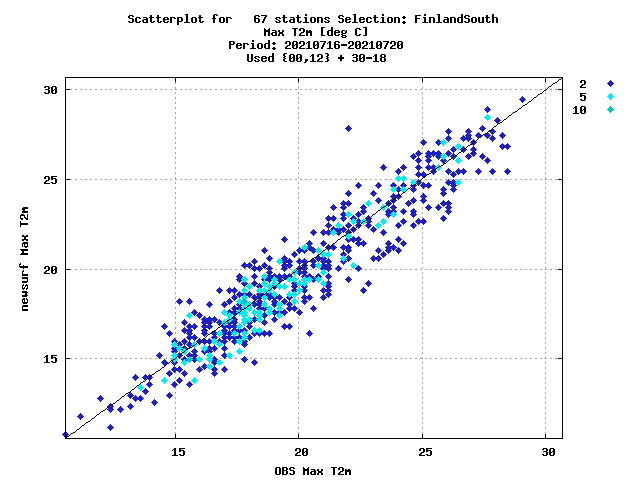 Scatterplot for   67 stations Selection: FinlandSouth
Max T2m [deg C]
Period: 20210716-20210720
Used {00,12} + 30-18
2
5
10
30
25
20
15
newsurf Max T2m
15 20 25 30
OBS Max T2m